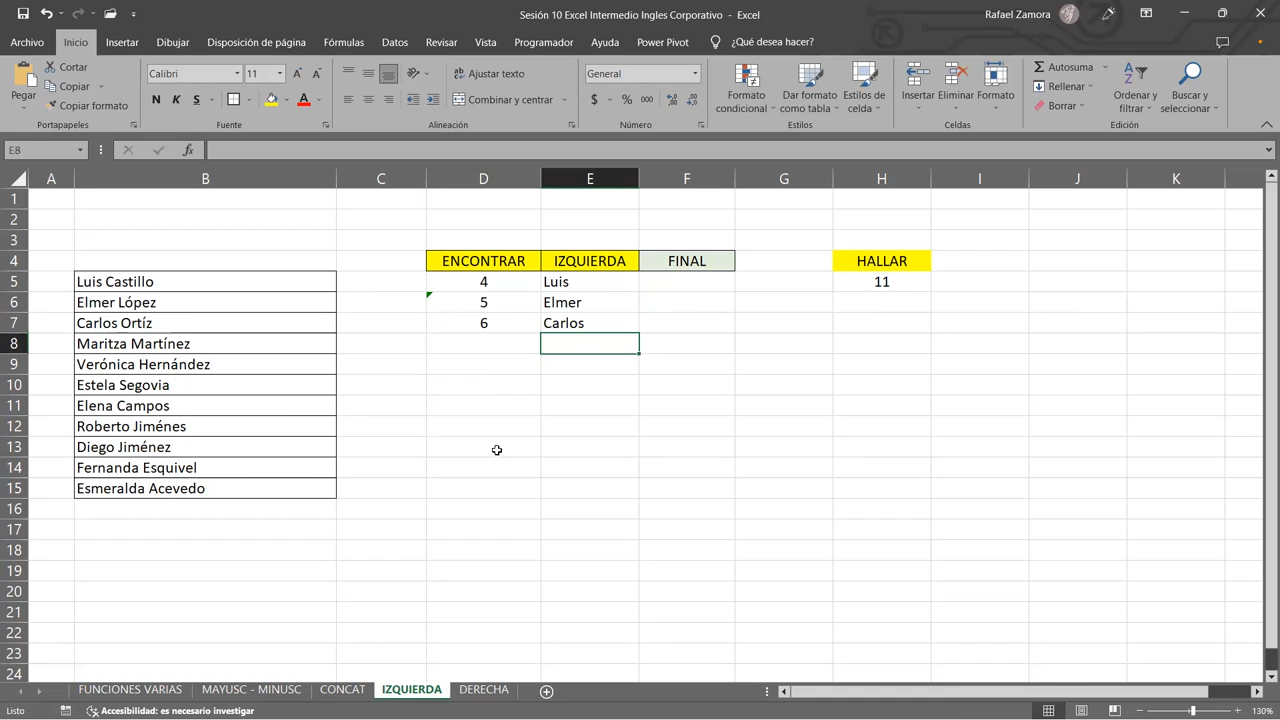 Sesión 10 Excel Intermedio Ingles Corporativo - Excel
Rafael Zamora
Archivo Inicio Insertar Dibujar Disposición de página Fórmulas Datos Revisar Vista Programador Ayuda Power Pivot ¿Qué desea hacer?
Pegar
Cortar
Copiar
Copiar formato
Portapapeles
Calibri 11
N K S
Fuente
Ajustar texto
Combinar y centrar
Alineación
General
$ % 000
Número
Formato condicional
Dar formato como tabla
Estilos de celda
Estilos
Insertar Eliminar Formato
Celdas
Autosuma
Rellenar
Borrar
Ordenar y filtrar
Buscar y seleccionar
Edición
E8 fx
A B C D E F G H I J K
1
2
3
4 ENCONTRAR IZQUIERDA FINAL HALLAR
5 Luis Castillo 4 Luis 11
6 Elmer López 5 Elmer
7 Carlos Ortíz 6 Carlos
8 Maritza Martínez
9 Verónica Hernández
10 Estela Segovia
11 Elena Campos
12 Roberto Jiménes
13 Diego Jiménez
14 Fernanda Esquivel
15 Esmeralda Acevedo
16
17
18
19
20
21
22
23
24
FUNCIONES VARIAS MAYUSC - MINUSC CONCAT IZQUIERDA DERECHA
Listo Accesibilidad: es necesario investigar 130%